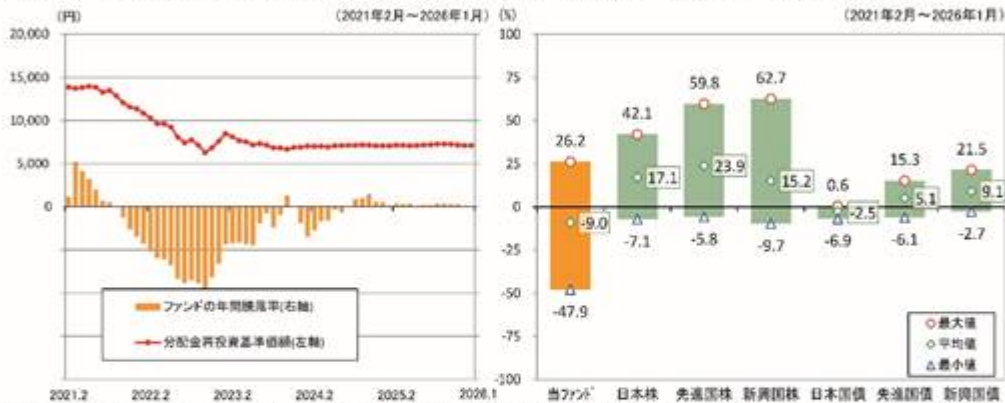 (円) (2021年2月～2026年1月)
20,000
15,000
10,000
5,000
0
ファンドの年間騰落率(右軸)
分配金再投資基準価額(左軸)
2021.2 2022.2 2023.2 2024.2 2025.2 2026.1
(%) (2021年2月～2026年1月)
100
75
50
25
0
-25
-50
-75
-100
26.2 42.1 59.8 62.7 0.6 15.3 21.5
-9.0 17.1 23.9 15.2 -2.5 5.1 9.1
-47.9 -7.1 -5.8 -9.7 -6.9 -6.1 -2.7
最大値
平均値
最小値
当ファンド 日本株 先進国株 新興国株 日本国債 先進国債 新興国債